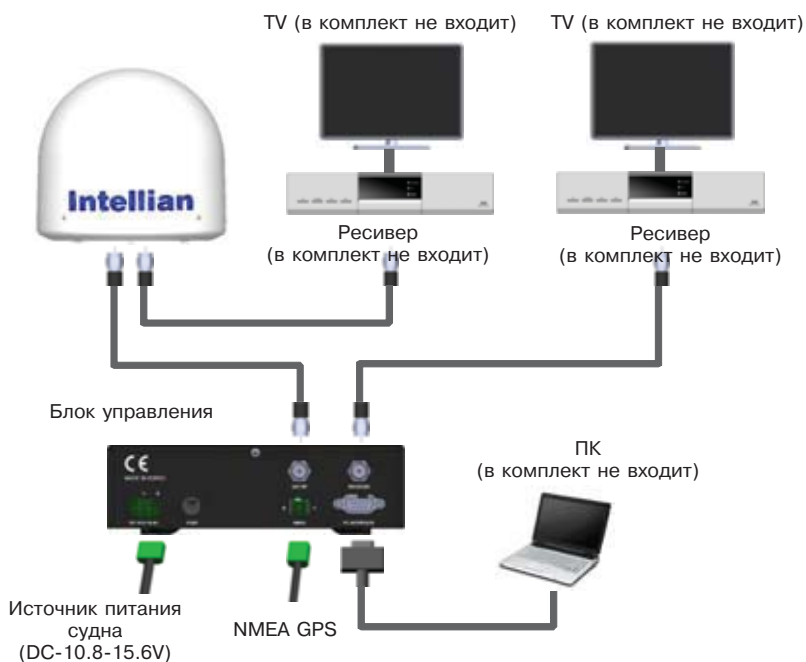 TV (в комплект не входит)
TV (в комплект не входит)
Intellian
Ресивер
(в комплект не входит)
Ресивер
(в комплект не входит)
Блок управления
CE
ПК
(в комплект не входит)
Источник питания
судна
(DC-10.8-15.6V)
NMEA GPS